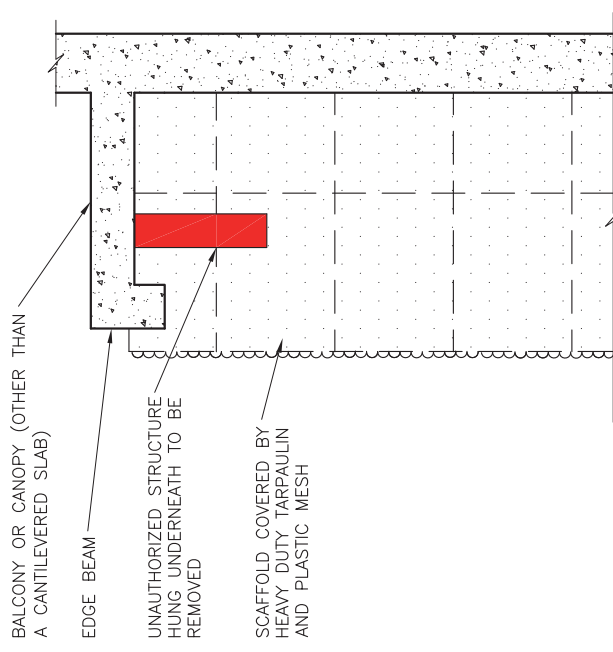 BALCONY OR CANOPY (OTHER THAN
A CANTILEVERED SLAB)
EDGE BEAM
UNAUTHORIZED STRUCTURE
HUNG UNDERNEATH TO BE
REMOVED
SCAFFOLD COVERED BY
HEAVY DUTY TARPAULIN
AND PLASTIC MESH